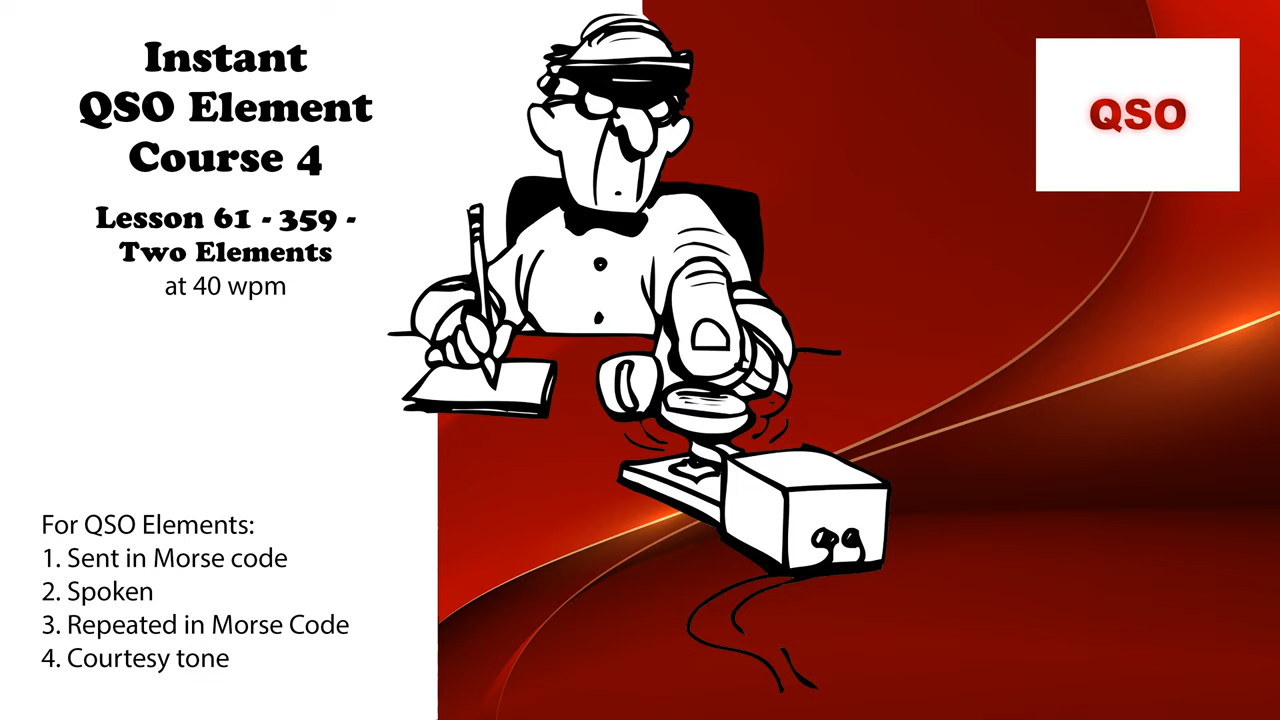 Instant
QSO Element
Course 4
Lesson 61 - 359 -
Two Elements
at 40 wpm
QSO
For QSO Elements:
1. Sent in Morse code
2. Spoken
3. Repeated in Morse Code
4. Courtesy tone